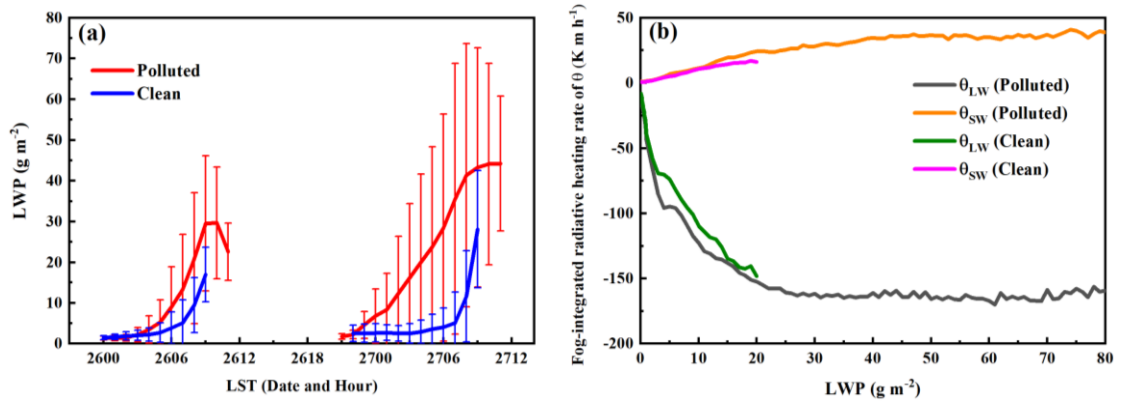 (a)
LWP (g m⁻²)
80
70
60
50
40
30
20
10
0
Polluted
Clean
2600
2606
2612
2618
2700
2706
2712
LST (Date and Hour)
(b)
Fog-integrated radiative heating rate of θ (K m h⁻¹)
50
0
-50
-100
-150
-200
θLW (Polluted)
θSW (Polluted)
θLW (Clean)
θSW (Clean)
0
10
20
30
40
50
60
70
80
LWP (g m⁻²)